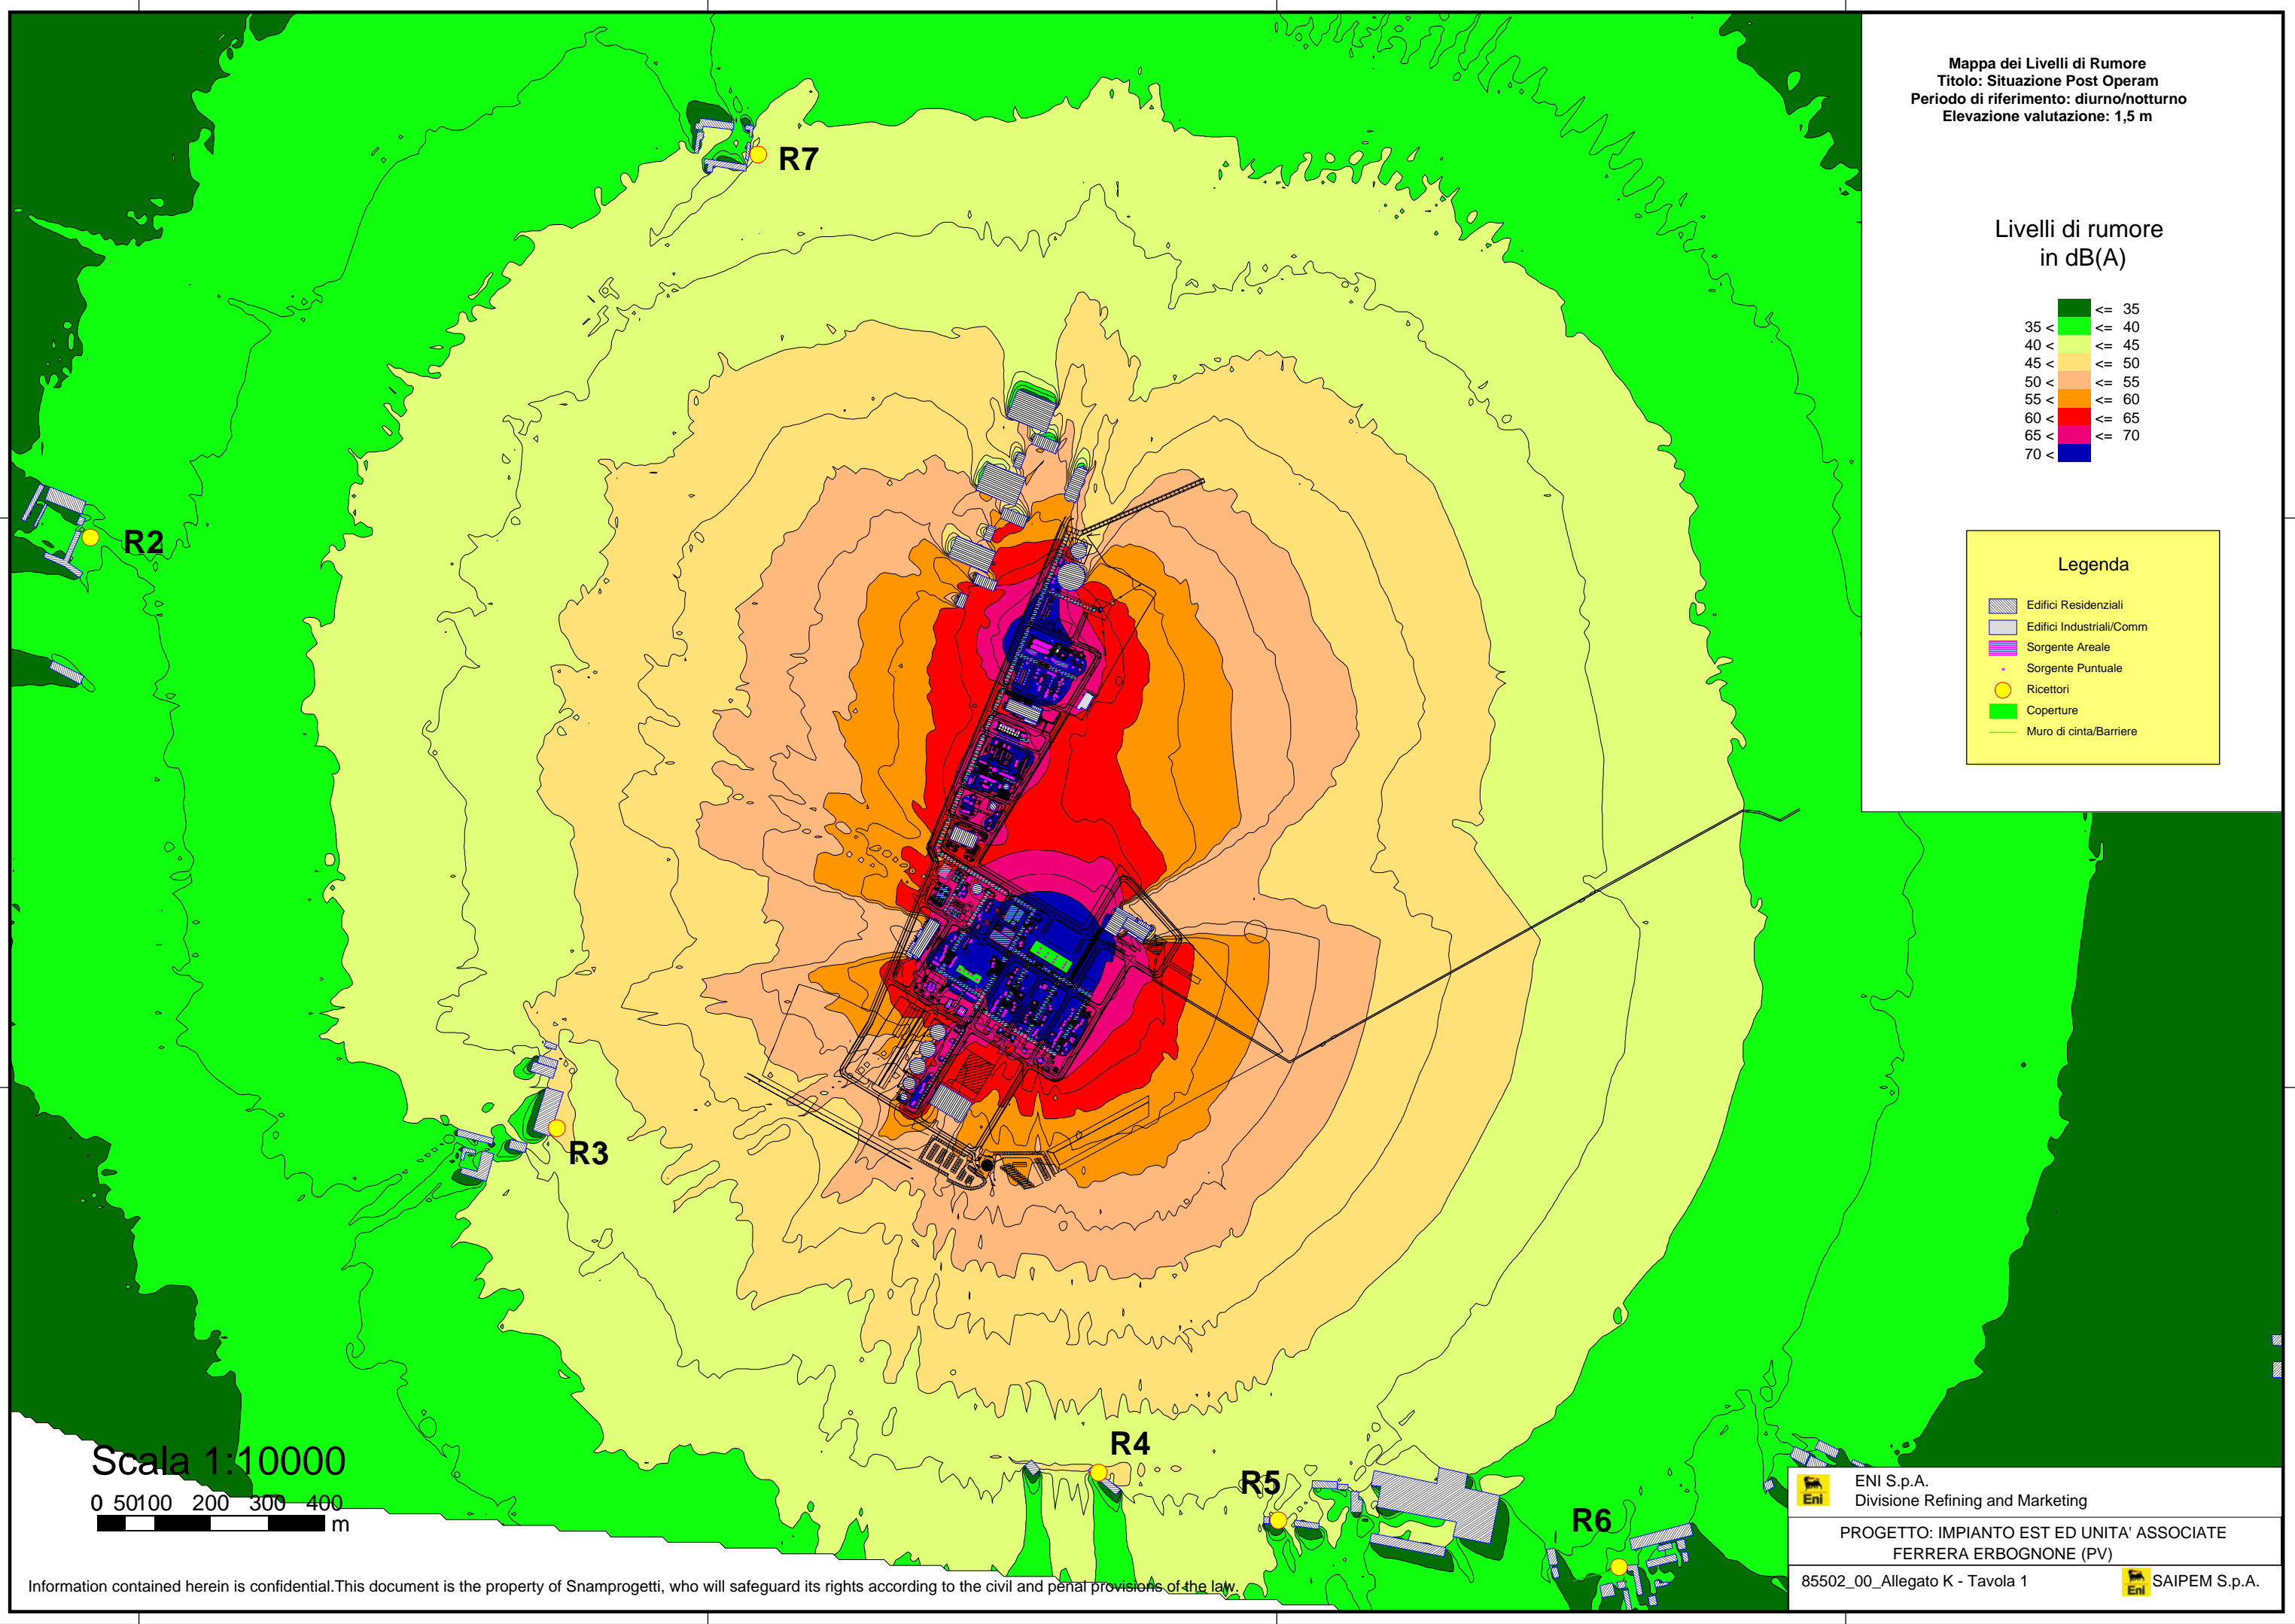 Mappa dei Livelli di Rumore
Titolo: Situazione Post Operam
Periodo di riferimento: diurno/notturno
Elevazione valutazione: 1,5 m
Livelli di rumore
in dB(A)
<= 35
35 < <= 40
40 < <= 45
45 < <= 50
50 < <= 55
55 < <= 60
60 < <= 65
65 < <= 70
70 <
Legenda
Edifici Residenziali
Edifici Industriali/Comm
Sorgente Areale
Sorgente Puntuale
Ricettori
Coperture
Muro di cinta/Barriere
R7
R2
R3
R4
R5
R6
Scala 1:10000
0 50 100 200 300 400
m
Information contained herein is confidential.This document is the property of Snamprogetti, who will safeguard its rights according to the civil and penal provisions of the law.
Eni
ENI S.p.A.
Divisione Refining and Marketing
PROGETTO: IMPIANTO EST ED UNITA' ASSOCIATE
FERRERA ERBOGNONE (PV)
85502_00_Allegato K - Tavola 1
Eni
SAIPEM S.p.A.